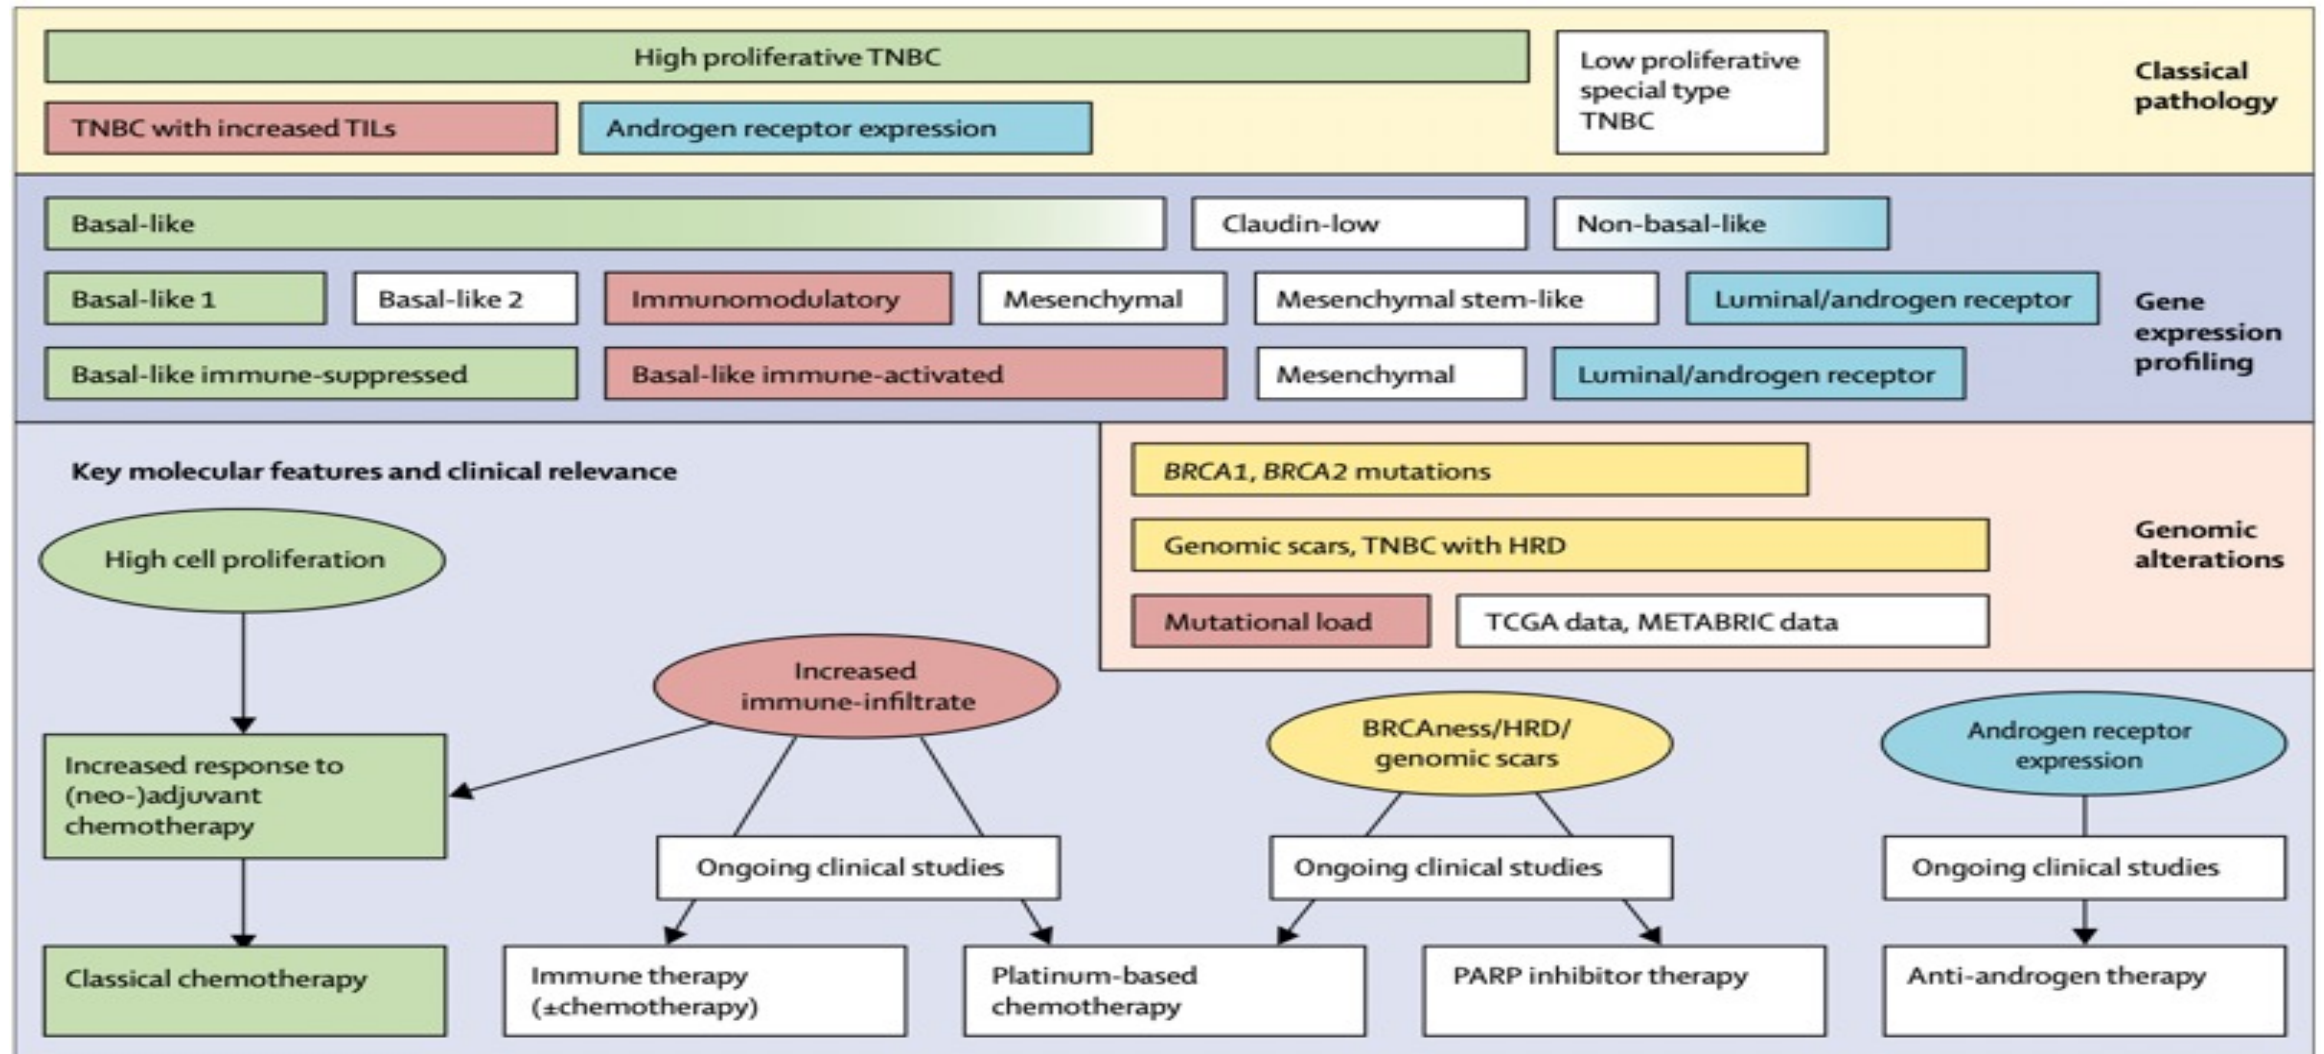 High proliferative TNBC
Low proliferative
special type
TNBC
Classical
pathology
TNBC with increased TILs
Androgen receptor expression
Basal-like
Claudin-low
Non-basal-like
Basal-like 1
Basal-like 2
Immunomodulatory
Mesenchymal
Mesenchymal stem-like
Luminal/androgen receptor
Gene
expression
profiling
Basal-like immune-suppressed
Basal-like immune-activated
Mesenchymal
Luminal/androgen receptor
Key molecular features and clinical relevance
BRCA1, BRCA2 mutations
Genomic scars, TNBC with HRD
Genomic
alterations
Mutational load
TCGA data, METABRIC data
High cell proliferation
Increased
immune-infiltrate
BRCAness/HRD/
genomic scars
Androgen receptor
expression
Increased response to
(neo-)adjuvant
chemotherapy
Ongoing clinical studies
Ongoing clinical studies
Ongoing clinical studies
Classical chemotherapy
Immune therapy
(±chemotherapy)
Platinum-based
chemotherapy
PARP inhibitor therapy
Anti-androgen therapy